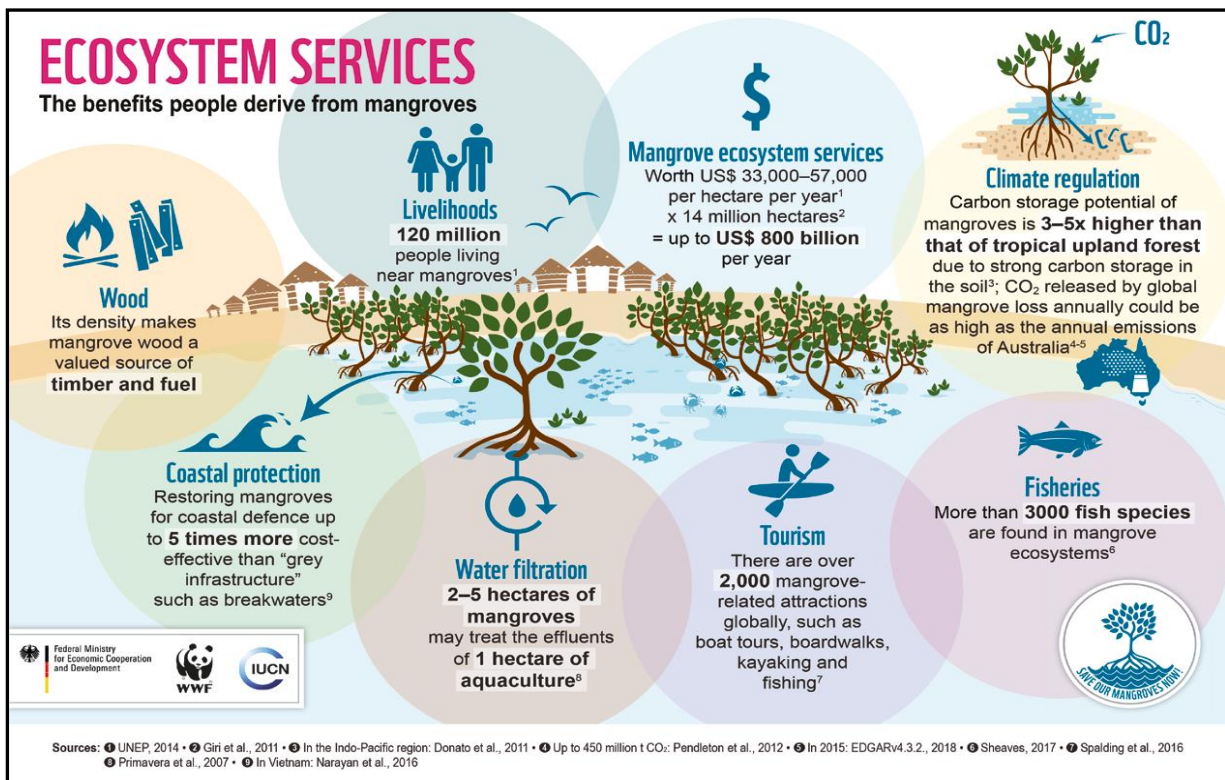 ECOSYSTEM SERVICES
The benefits people derive from mangroves
Wood
Its density makes
mangrove wood a
valued source of
timber and fuel
Livelihoods
120 million
people living
near mangroves¹
$
Mangrove ecosystem services
Worth US$ 33,000–57,000
per hectare per year¹
x 14 million hectares²
= up to US$ 800 billion
per year
CO₂
C C C
Climate regulation
Carbon storage potential of
mangroves is 3–5x higher than
that of tropical upland forest
due to strong carbon storage in
the soil³; CO₂ released by global
mangrove loss annually could be
as high as the annual emissions
of Australia⁴⁻⁵
Coastal protection
Restoring mangroves
for coastal defence up
to 5 times more cost-
effective than “grey
infrastructure”
such as breakwaters⁹
Water filtration
2–5 hectares of
mangroves
may treat the effluents
of 1 hectare of
aquaculture⁸
Tourism
There are over
2,000 mangrove-
related attractions
globally, such as
boat tours, boardwalks,
kayaking and
fishing⁷
Fisheries
More than 3000 fish species
are found in mangrove
ecosystems⁶
Federal Ministry
for Economic Cooperation
and Development
WWF
IUCN
SAVE OUR MANGROVES NOW!
Sources: ❶ UNEP, 2014 • ❷ Giri et al., 2011 • ❸ In the Indo-Pacific region: Donato et al., 2011 • ❹ Up to 450 million t CO₂: Pendleton et al., 2012 • ❺ In 2015: EDGARv4.3.2., 2018 • ❻ Sheaves, 2017 • ❼ Spalding et al., 2016
❽ Primavera et al., 2007 • ❾ In Vietnam: Narayan et al., 2016